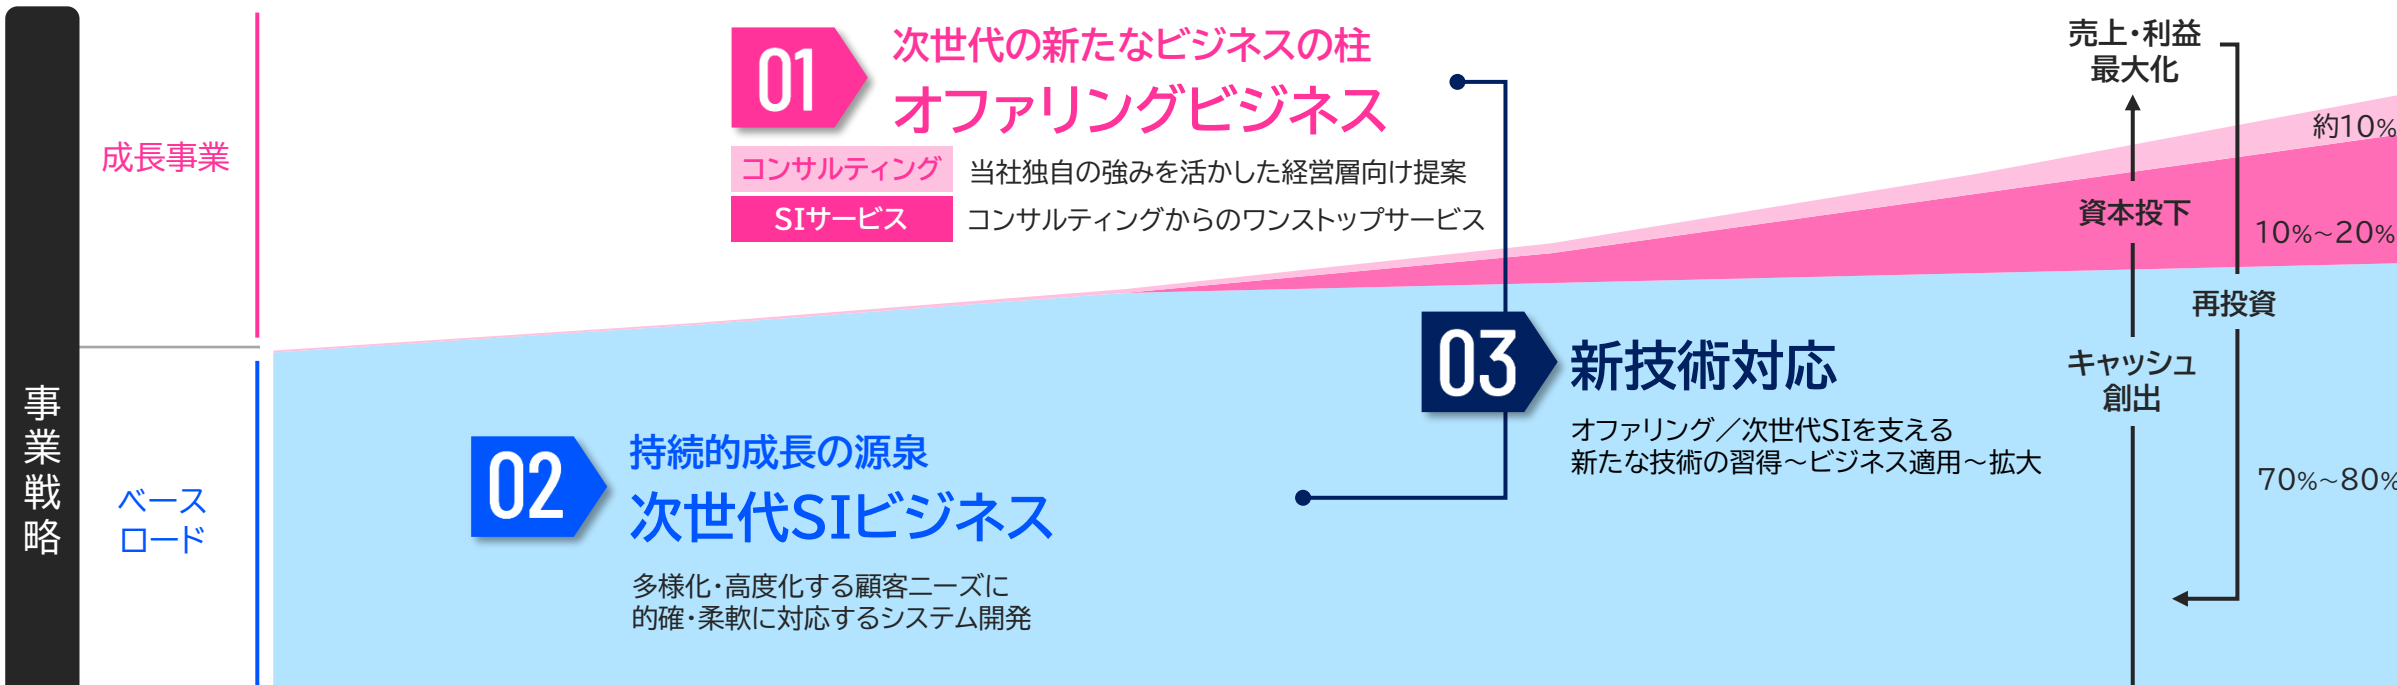 事業戦略
成長事業
ベース
ロード
01
次世代の新たなビジネスの柱
オファリングビジネス
コンサルティング
当社独自の強みを活かした経営層向け提案
SIサービス
コンサルティングからのワンストップサービス
02
持続的成長の源泉
次世代SIビジネス
多様化・高度化する顧客ニーズに
的確・柔軟に対応するシステム開発
03
新技術対応
オファリング／次世代SIを支える
新たな技術の習得～ビジネス適用～拡大
売上・利益
最大化
資本投下
キャッシュ
創出
再投資
約10%
10%～20%
70%～80%